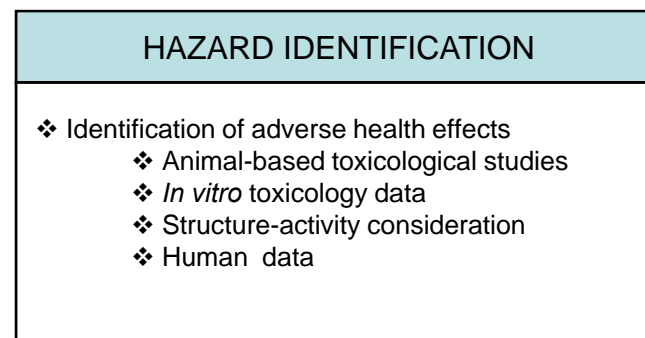 HAZARD IDENTIFICATION
❖ Identification of adverse health effects
❖ Animal-based toxicological studies
❖ In vitro toxicology data
❖ Structure-activity consideration
❖ Human data